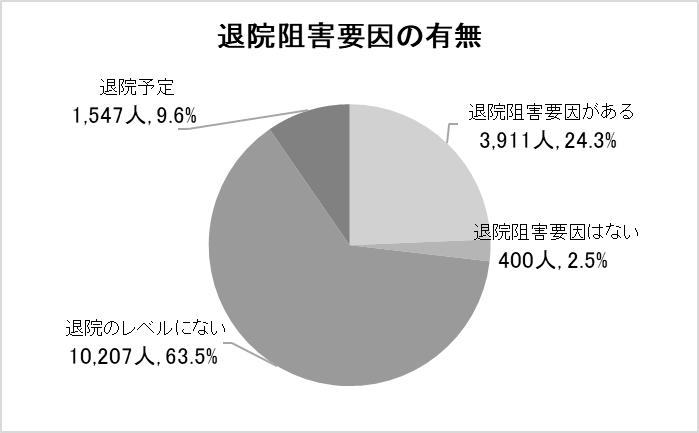 退院阻害要因の有無
退院予定
1,547人, 9.6%
退院阻害要因がある
3,911人, 24.3%
退院阻害要因はない
400人, 2.5%
退院のレベルにない
10,207人, 63.5%